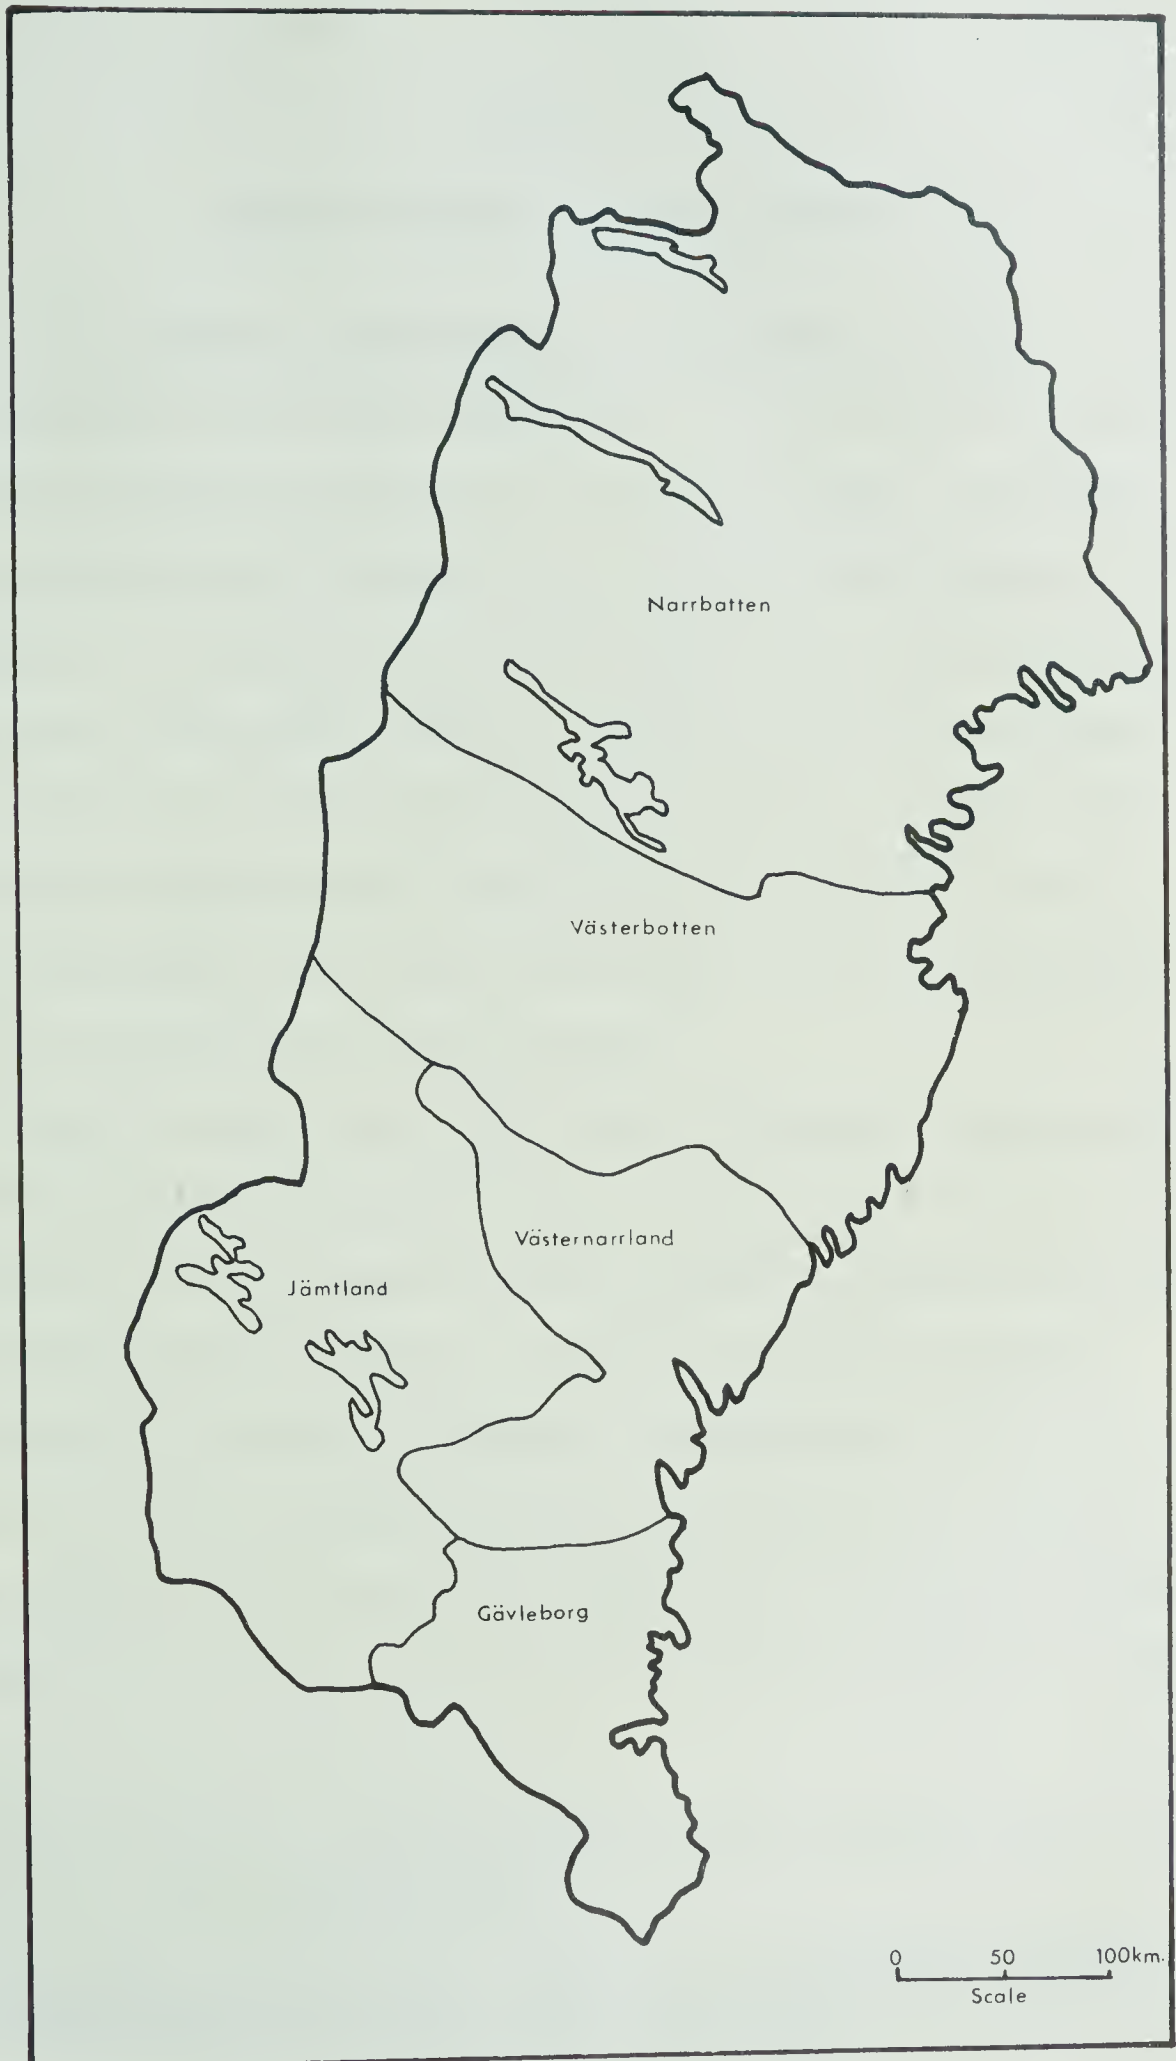 Narrbatten
Västerbotten
Västernarrland
Jämtland
Gävleborg
0 50 100km.
Scale